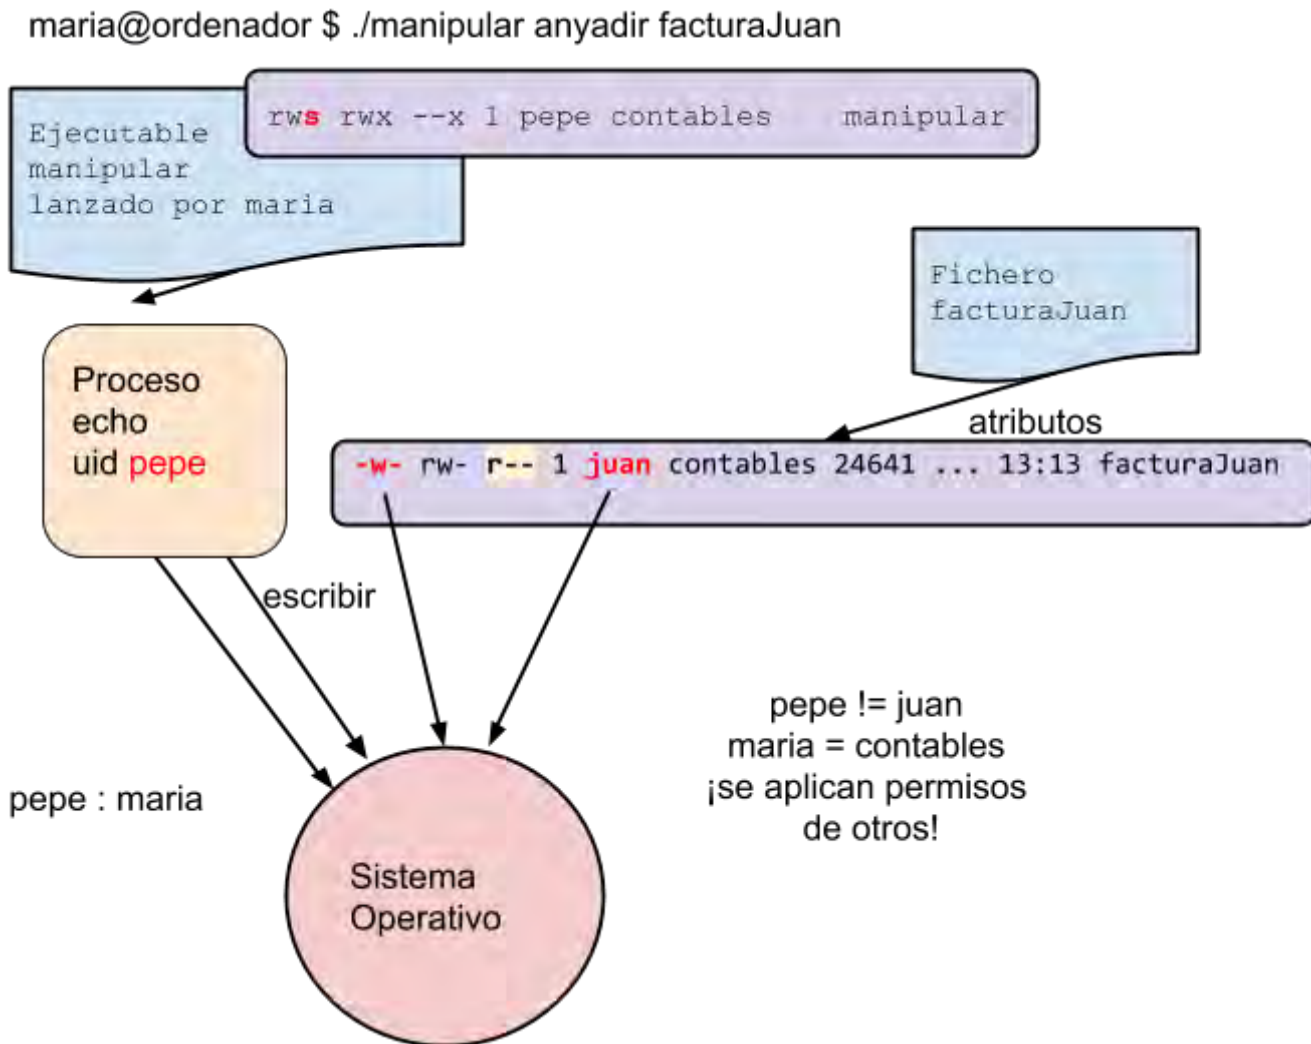 maria@ordenador $ ./manipular anyadir facturaJuan
rws rwx --x 1 pepe contables manipular
Ejecutable
manipular
lanzado por maria
Fichero
facturaJuan
Proceso
echo
uid pepe
atributos
-w- rw- r-- 1 juan contables 24641 ... 13:13 facturaJuan
escribir
pepe != juan
maria = contables
¡se aplican permisos
de otros!
pepe : maria
Sistema
Operativo